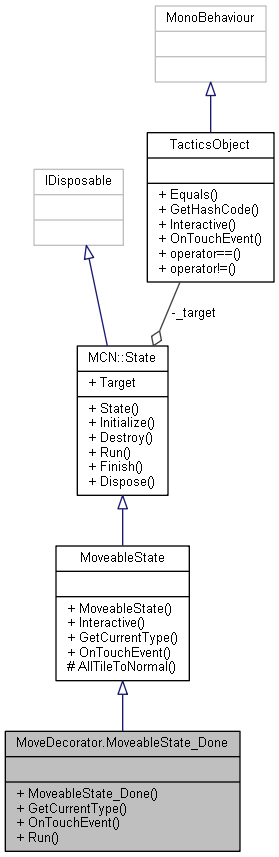 MonoBehaviour
TacticsObject
+ Equals()
+ GetHashCode()
+ Interactive()
+ OnTouchEvent()
+ operator==()
+ operator!=()
IDisposable
-_target
MCN::State
+ Target
+ State()
+ Initialize()
+ Destroy()
+ Run()
+ Finish()
+ Dispose()
MoveableState
+ MoveableState()
+ Interactive()
+ GetCurrentType()
+ OnTouchEvent()
# AllTileToNormal()
MoveDecorator.MoveableState_Done
+ MoveableState_Done()
+ GetCurrentType()
+ OnTouchEvent()
+ Run()